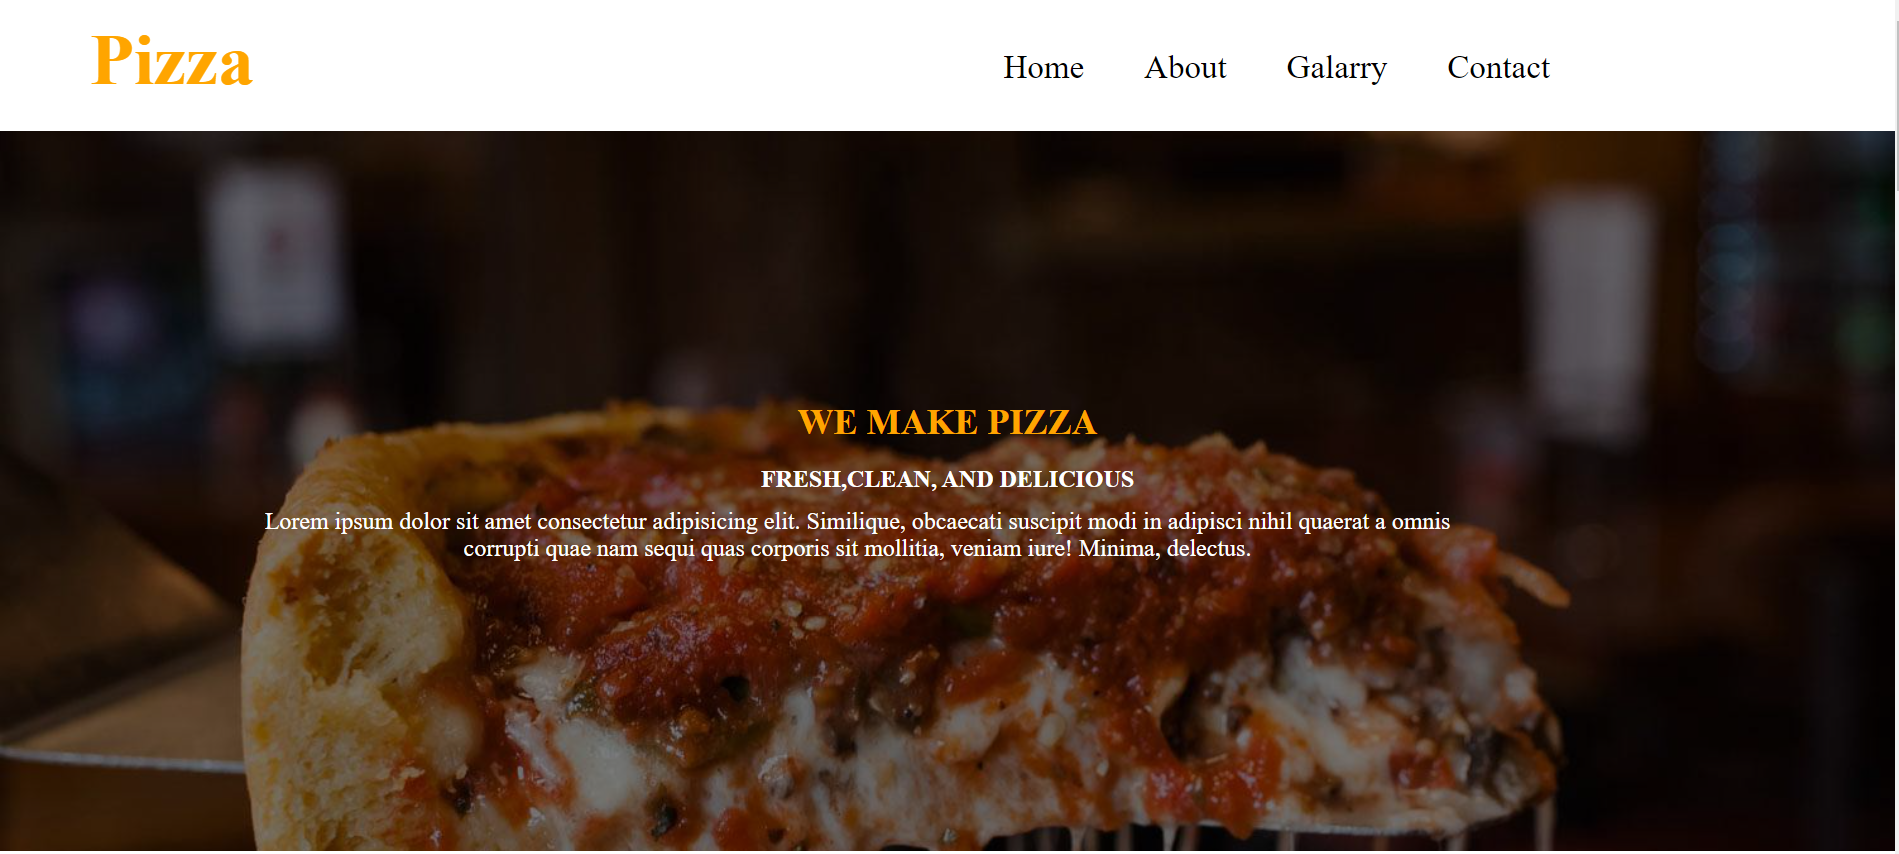 Pizza
Home About Galarry Contact
WE MAKE PIZZA
FRESH,CLEAN, AND DELICIOUS
Lorem ipsum dolor sit amet consectetur adipisicing elit. Similique, obcaecati suscipit modi in adipisci nihil quaerat a omnis
corrupti quae nam sequi quas corporis sit mollitia, veniam iure! Minima, delectus.